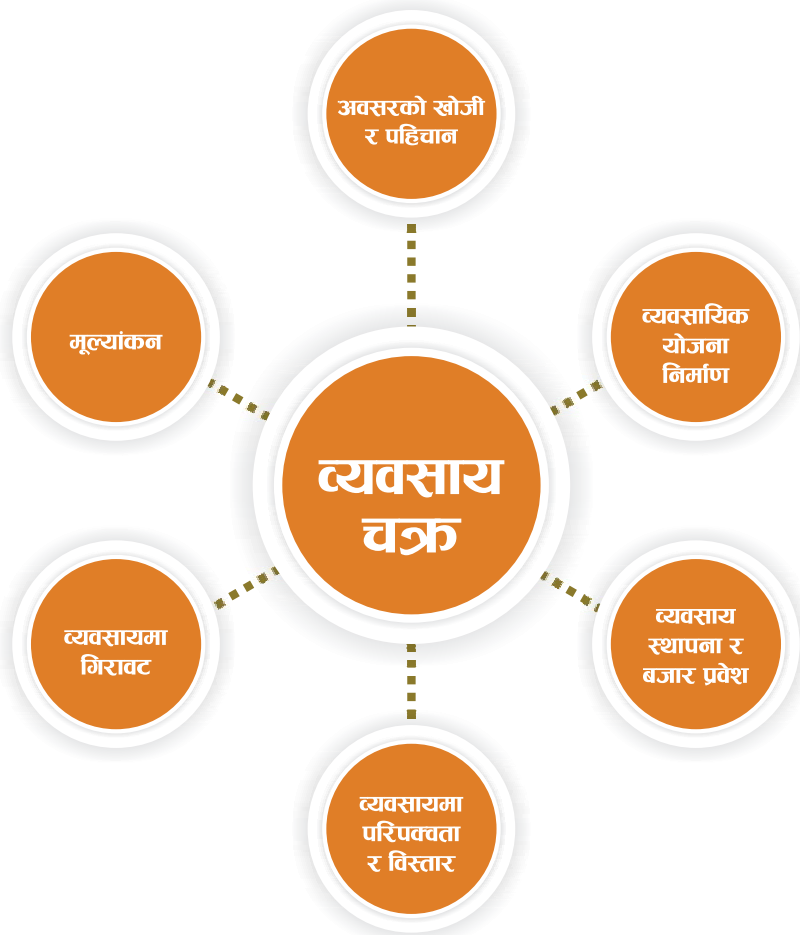 अवसरको खोजी
र पहिचान
व्यवसायिक
योजना
निर्माण
व्यवसाय
स्थापना र
बजार प्रवेश
व्यवसायमा
परिपक्वता
र विस्तार
व्यवसायमा
गिरावट
मूल्यांकन
व्यवसाय
चक्र